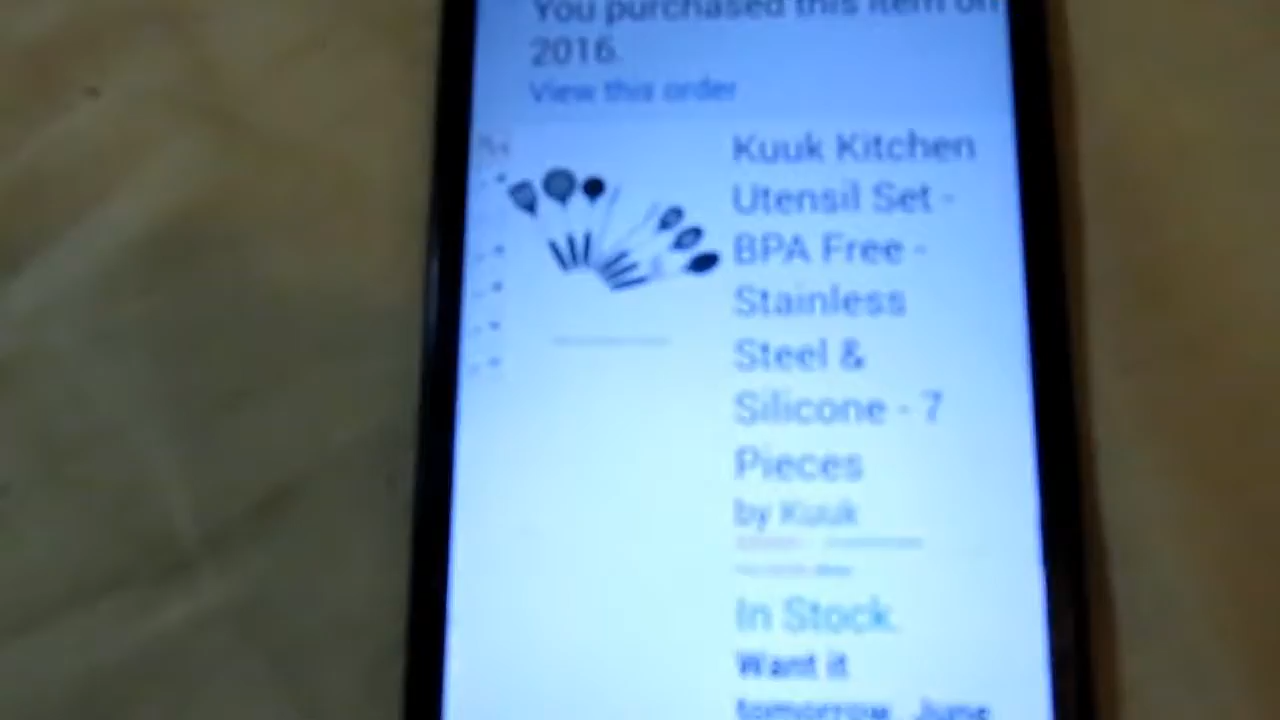 You purchased this item on
2016.
View this order
Kuuk Kitchen
Utensil Set -
BPA Free -
Stainless
Steel &
Silicone - 7
Pieces
by Kuuk
In Stock.
Want it
tomorrow, June